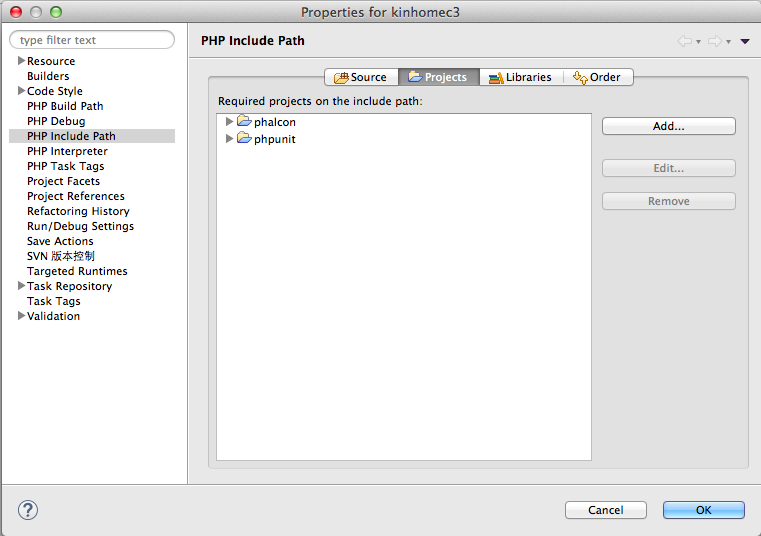 Properties for kinhomec3
type filter text
Resource
Builders
Code Style
PHP Build Path
PHP Debug
PHP Include Path
PHP Interpreter
PHP Task Tags
Project Facets
Project References
Refactoring History
Run/Debug Settings
Save Actions
SVN 版本控制
Targeted Runtimes
Task Repository
Task Tags
Validation
PHP Include Path
Source Projects Libraries Order
Required projects on the include path:
phalcon
phpunit
Add...
Edit...
Remove
?
Cancel OK